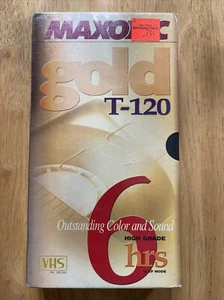 MAXO
gold
T-120
Outstanding Color and Sound
6
HIGH GRADE
hrs
VHS